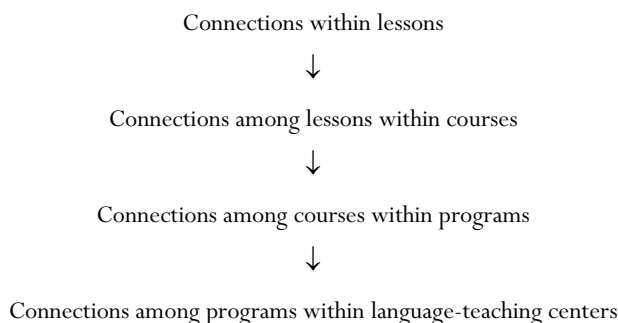 Connections within lessons
↓
Connections among lessons within courses
↓
Connections among courses within programs
↓
Connections among programs within language-teaching centers